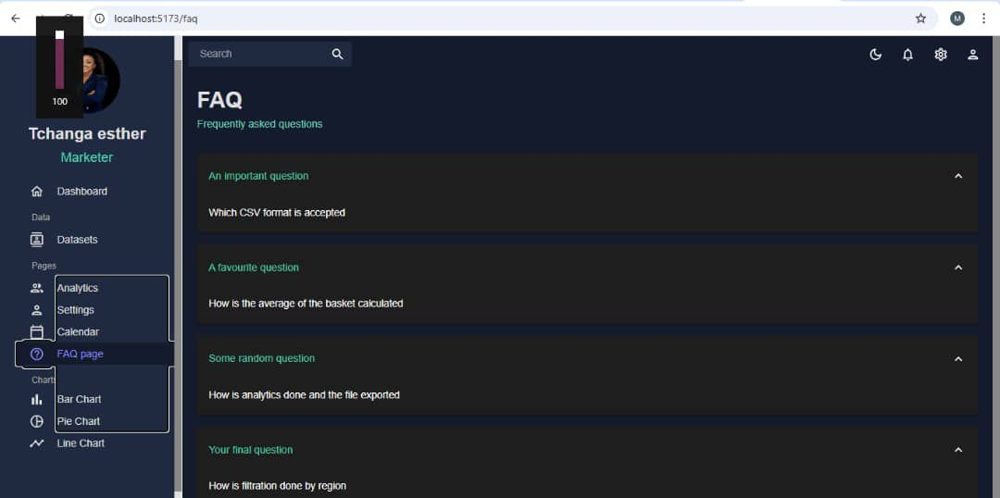 localhost:5173/faq
M
100
Tchanga esther
Marketer
Dashboard
Data
Datasets
Pages
Analytics
Settings
Calendar
FAQ page
Charts
Bar Chart
Pie Chart
Line Chart
Search
FAQ
Frequently asked questions
An important question
Which CSV format is accepted
A favourite question
How is the average of the basket calculated
Some random question
How is analytics done and the file exported
Your final question
How is filtration done by region